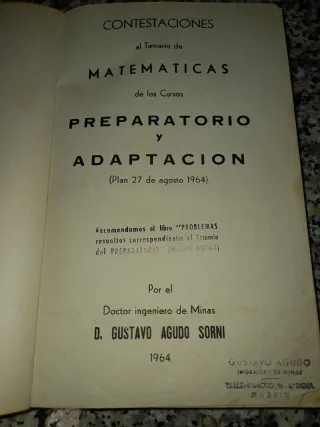 CONTESTACIONES
al Temario de
MATEMATICAS
de los Cursos
PREPARATORIO
y
ADAPTACION
(Plan 27 de agosto 1964)
Recomendamos el libro "PROBLEMAS
resueltos correspondientes al Temario
del PREPARATORIO"
Por el
Doctor ingeniero de Minas
D. GUSTAVO AGUDO SORNI
1964
GUSTAVO AGUDO
INGENIERO DE MINAS
MADRID